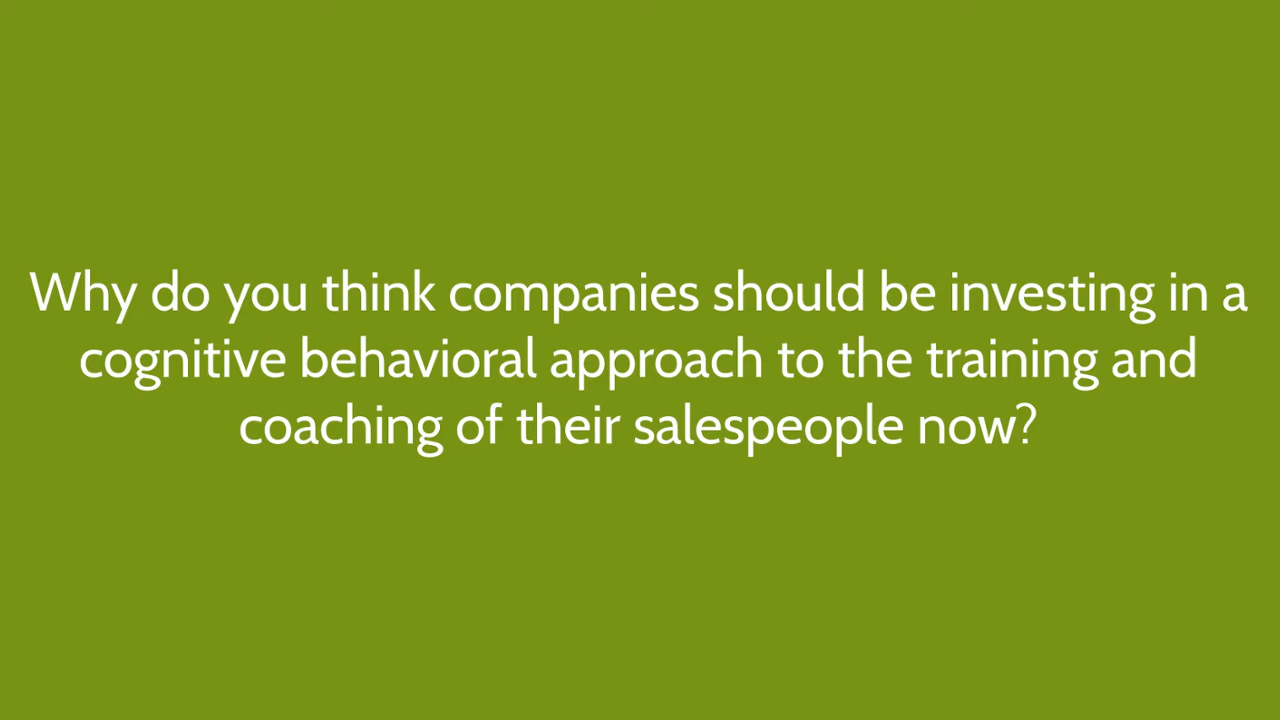 Why do you think companies should be investing in a
cognitive behavioral approach to the training and
coaching of their salespeople now?